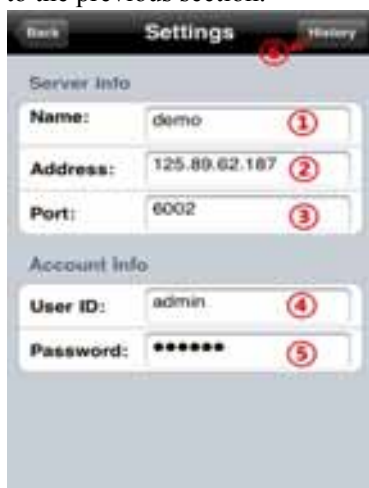 to the previous section.
Back Settings ⑥ History
Server Info
Name: demo ①
Address: 125.89.62.187 ②
Port: 6002 ③
Account Info
User ID: admin ④
Password: •••••• ⑤